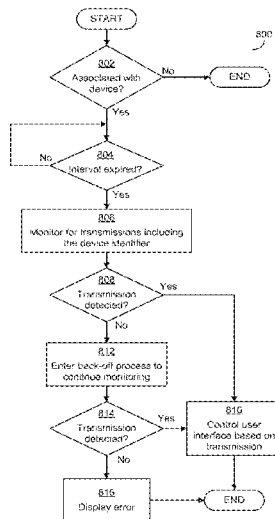 START
800
802
Associated with
device?
No
END
Yes
804
No
Interval expired?
Yes
806
Monitor for transmissions including
the device identifier
808
Transmission
detected?
Yes
No
812
Enter back-off process to
continue monitoring
814
Transmission
detected?
Yes
810
Control user
interface based on
transmission
No
816
Display error
END